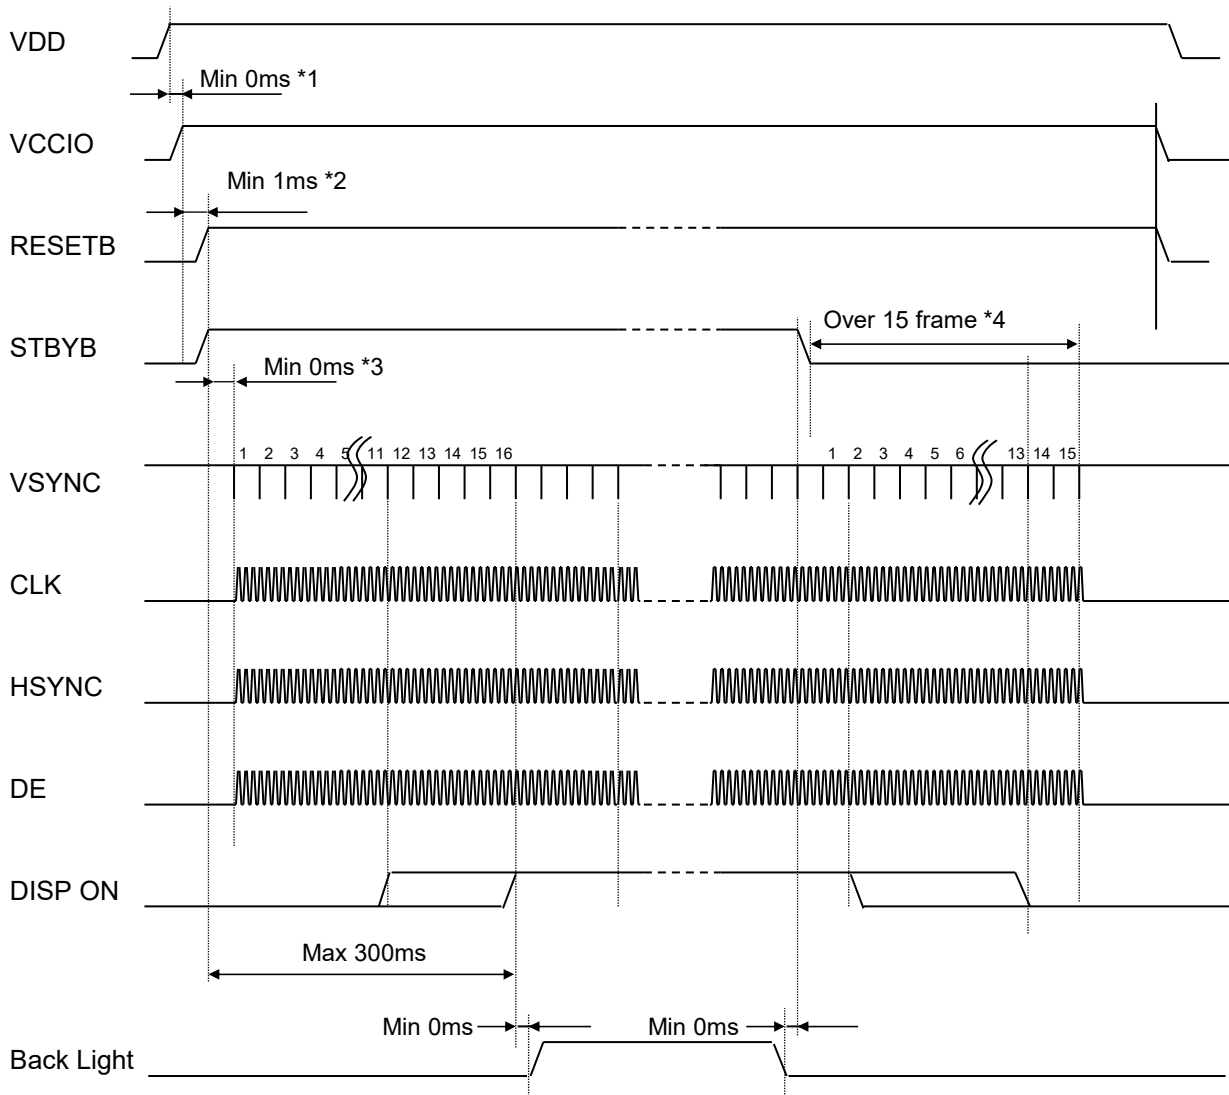 VDD
Min 0ms *1
VCCIO
Min 1ms *2
RESETB
Over 15 frame *4
STBYB
Min 0ms *3
1 2 3 4 5 11 12 13 14 15 16 1 2 3 4 5 6 13 14 15
VSYNC
CLK
HSYNC
DE
DISP ON
Max 300ms
Min 0ms Min 0ms
Back Light